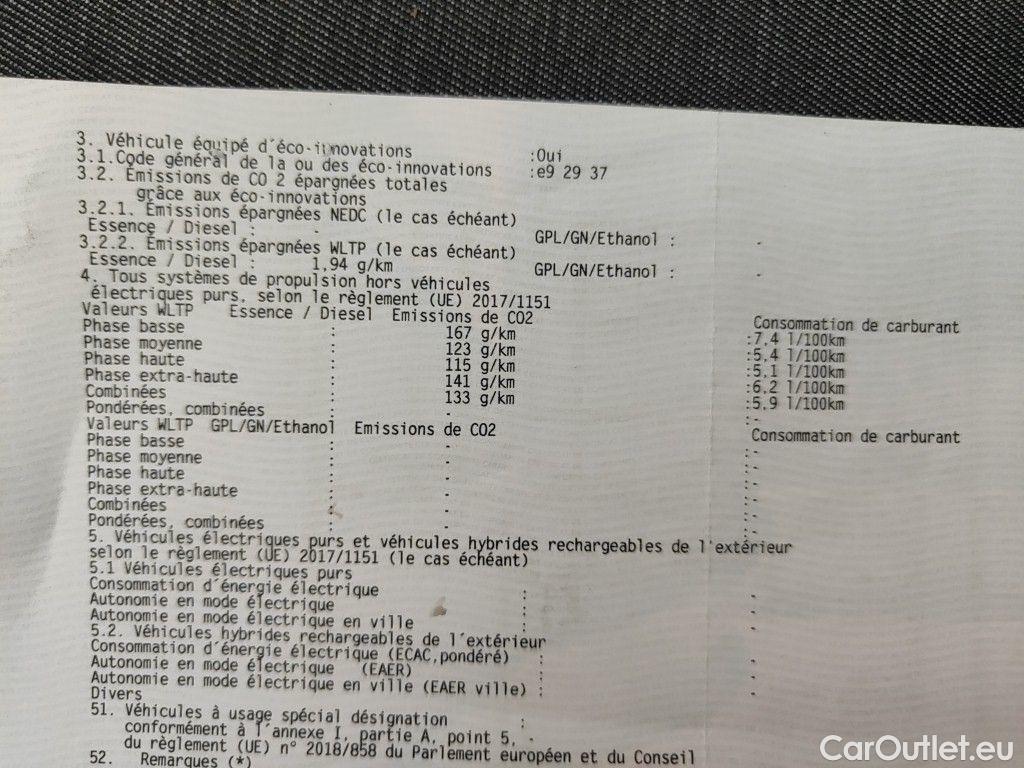 3. Véhicule équipé d'éco-innovations :Oui
3.1.Code général de la ou des éco-innovations :e9 29 37
3.2. Émissions de CO 2 épargnées totales
grâce aux éco-innovations
3.2.1. Émissions épargnées NEDC (le cas échéant)
Essence / Diesel : - GPL/GN/Ethanol : -
3.2.2. Émissions épargnées WLTP (le cas échéant)
Essence / Diesel : 1,94 g/km GPL/GN/Ethanol : -
4. Tous systèmes de propulsion hors véhicules
électriques purs, selon le règlement (UE) 2017/1151
Valeurs WLTP Essence / Diesel Emissions de CO2 Consommation de carburant
Phase basse : 167 g/km :7,4 l/100km
Phase moyenne : 123 g/km :5,4 l/100km
Phase haute : 115 g/km :5,1 l/100km
Phase extra-haute : 141 g/km :6,2 l/100km
Combinées : 133 g/km :5,9 l/100km
Pondérées, combinées : - :-
Valeurs WLTP GPL/GN/Ethanol Emissions de CO2 Consommation de carburant
Phase basse : - :-
Phase moyenne : - :-
Phase haute : - :-
Phase extra-haute : - :-
Combinées : - :-
Pondérées, combinées : - :-
5. Véhicules électriques purs et véhicules hybrides rechargeables de l'extérieur
selon le règlement (UE) 2017/1151 (le cas échéant)
5.1 Véhicules électriques purs
Consommation d'énergie électrique : -
Autonomie en mode électrique : -
Autonomie en mode électrique en ville : -
5.2. Véhicules hybrides rechargeables de l'extérieur
Consommation d'énergie électrique (ECAC,pondéré) : -
Autonomie en mode électrique (EAER) : -
Autonomie en mode électrique en ville (EAER ville) : -
Divers
51. Véhicules à usage spécial désignation :
conformément à l'annexe I, partie A, point 5, -
du règlement (UE) n° 2018/858 du Parlement européen et du Conseil
52. Remarques (*)
CarOutlet.eu